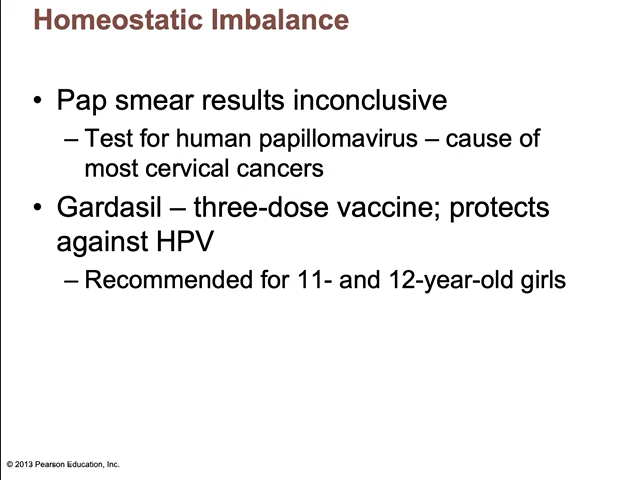 Homeostatic Imbalance
• Pap smear results inconclusive
– Test for human papillomavirus – cause of
most cervical cancers
• Gardasil – three-dose vaccine; protects
against HPV
– Recommended for 11- and 12-year-old girls
© 2013 Pearson Education, Inc.